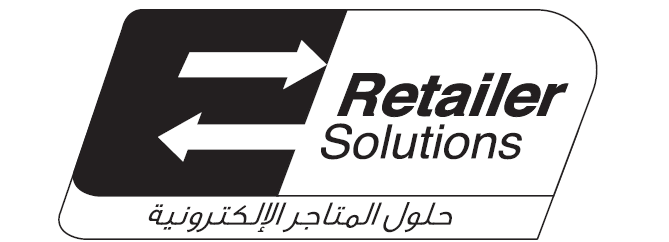 Retailer
Solutions
حلول المتاجر الإلكترونية